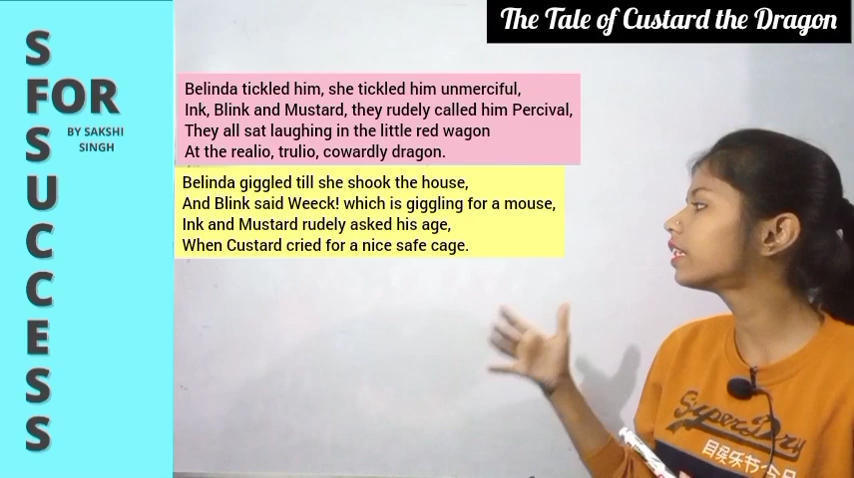 The Tale of Custard the Dragon
S FOR SUCCESS
BY SAKSHI
SINGH
Belinda tickled him, she tickled him unmerciful,
Ink, Blink and Mustard, they rudely called him Percival,
They all sat laughing in the little red wagon
At the realio, trulio, cowardly dragon.
Belinda giggled till she shook the house,
And Blink said Weeck! which is giggling for a mouse,
Ink and Mustard rudely asked his age,
When Custard cried for a nice safe cage.
SuperDry